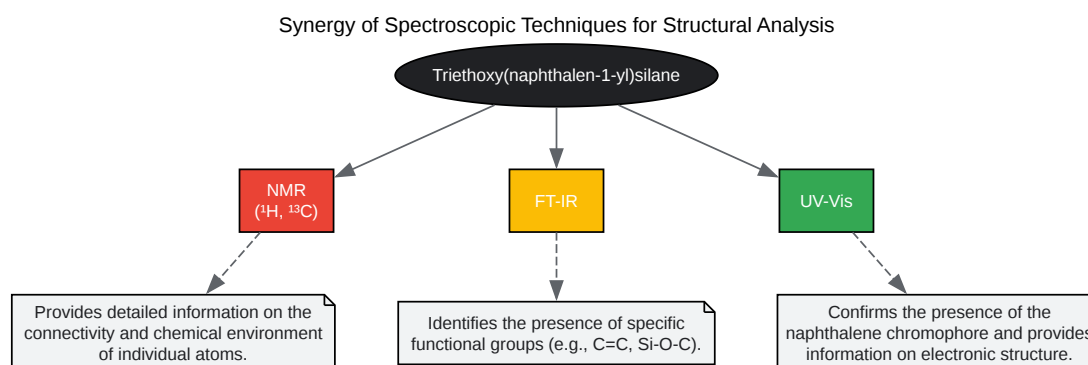 Synergy of Spectroscopic Techniques for Structural Analysis
Triethoxy(naphthalen-1-yl)silane
NMR
(¹H, ¹³C)
FT-IR
UV-Vis
Provides detailed information on the
connectivity and chemical environment
of individual atoms.
Identifies the presence of specific
functional groups (e.g., C=C, Si-O-C).
Confirms the presence of the
naphthalene chromophore and provides
information on electronic structure.